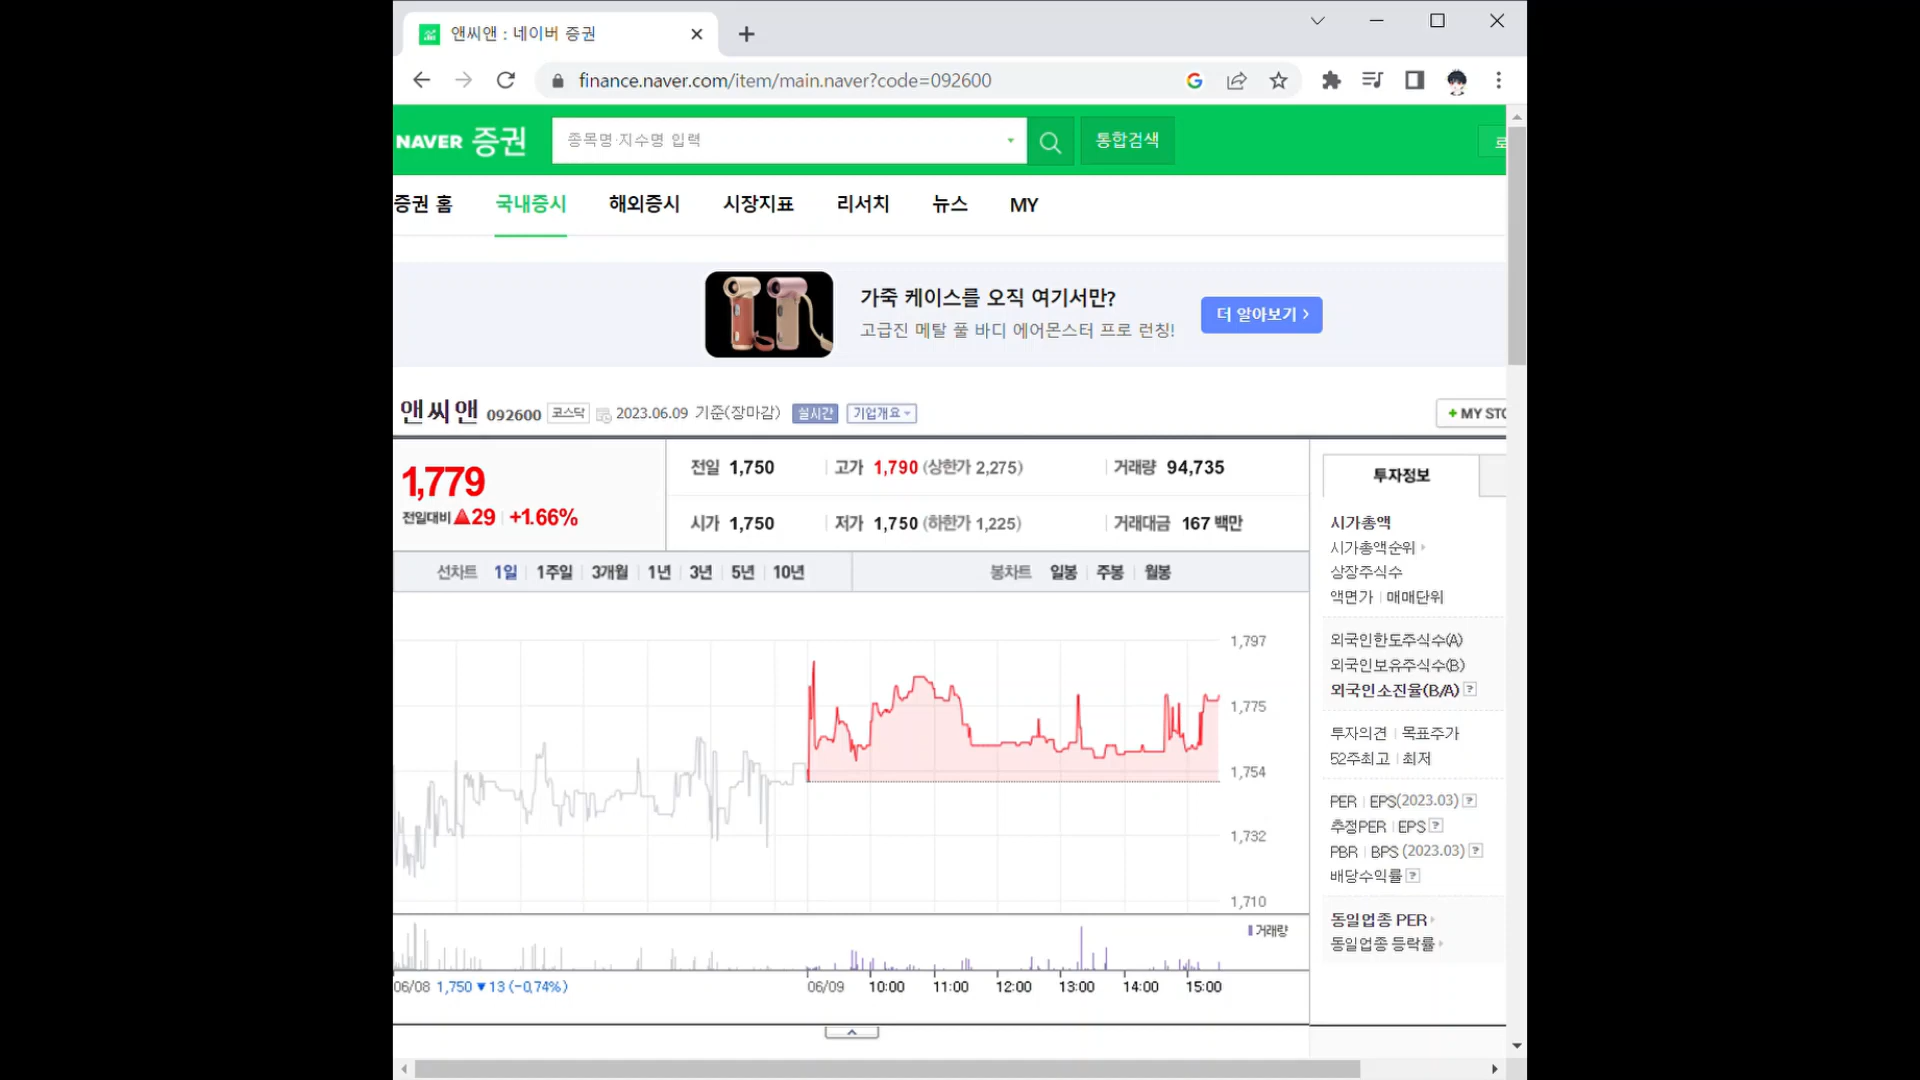 앤씨앤 : 네이버 증권
finance.naver.com/item/main.naver?code=092600
NAVER 증권
종목명·지수명 입력
통합검색
로
증권 홈 국내증시 해외증시 시장지표 리서치 뉴스 MY
가죽 케이스를 오직 여기서만?
고급진 메탈 풀 바디 에어몬스터 프로 런칭!
더 알아보기 >
앤씨앤 092600 코스닥 2023.06.09 기준(장마감) 실시간 기업개요
+ MY STO
1,779
전일대비 ▲29 +1.66%
전일 1,750 고가 1,790 (상한가 2,275) 거래량 94,735
시가 1,750 저가 1,750 (하한가 1,225) 거래대금 167 백만
선차트 1일 1주일 3개월 1년 3년 5년 10년
봉차트 일봉 주봉 월봉
1,797
1,775
1,754
1,732
1,710
거래량
06/08 1,750 ▼ 13 (-0,74%)
06/09 10:00 11:00 12:00 13:00 14:00 15:00
투자정보
시가총액
시가총액순위
상장주식수
액면가 매매단위
외국인한도주식수(A)
외국인보유주식수(B)
외국인소진율(B/A) ?
투자의견 목표주가
52주최고 최저
PER EPS(2023.03) ?
추정PER EPS ?
PBR BPS (2023.03) ?
배당수익률 ?
동일업종 PER
동일업종 등락률